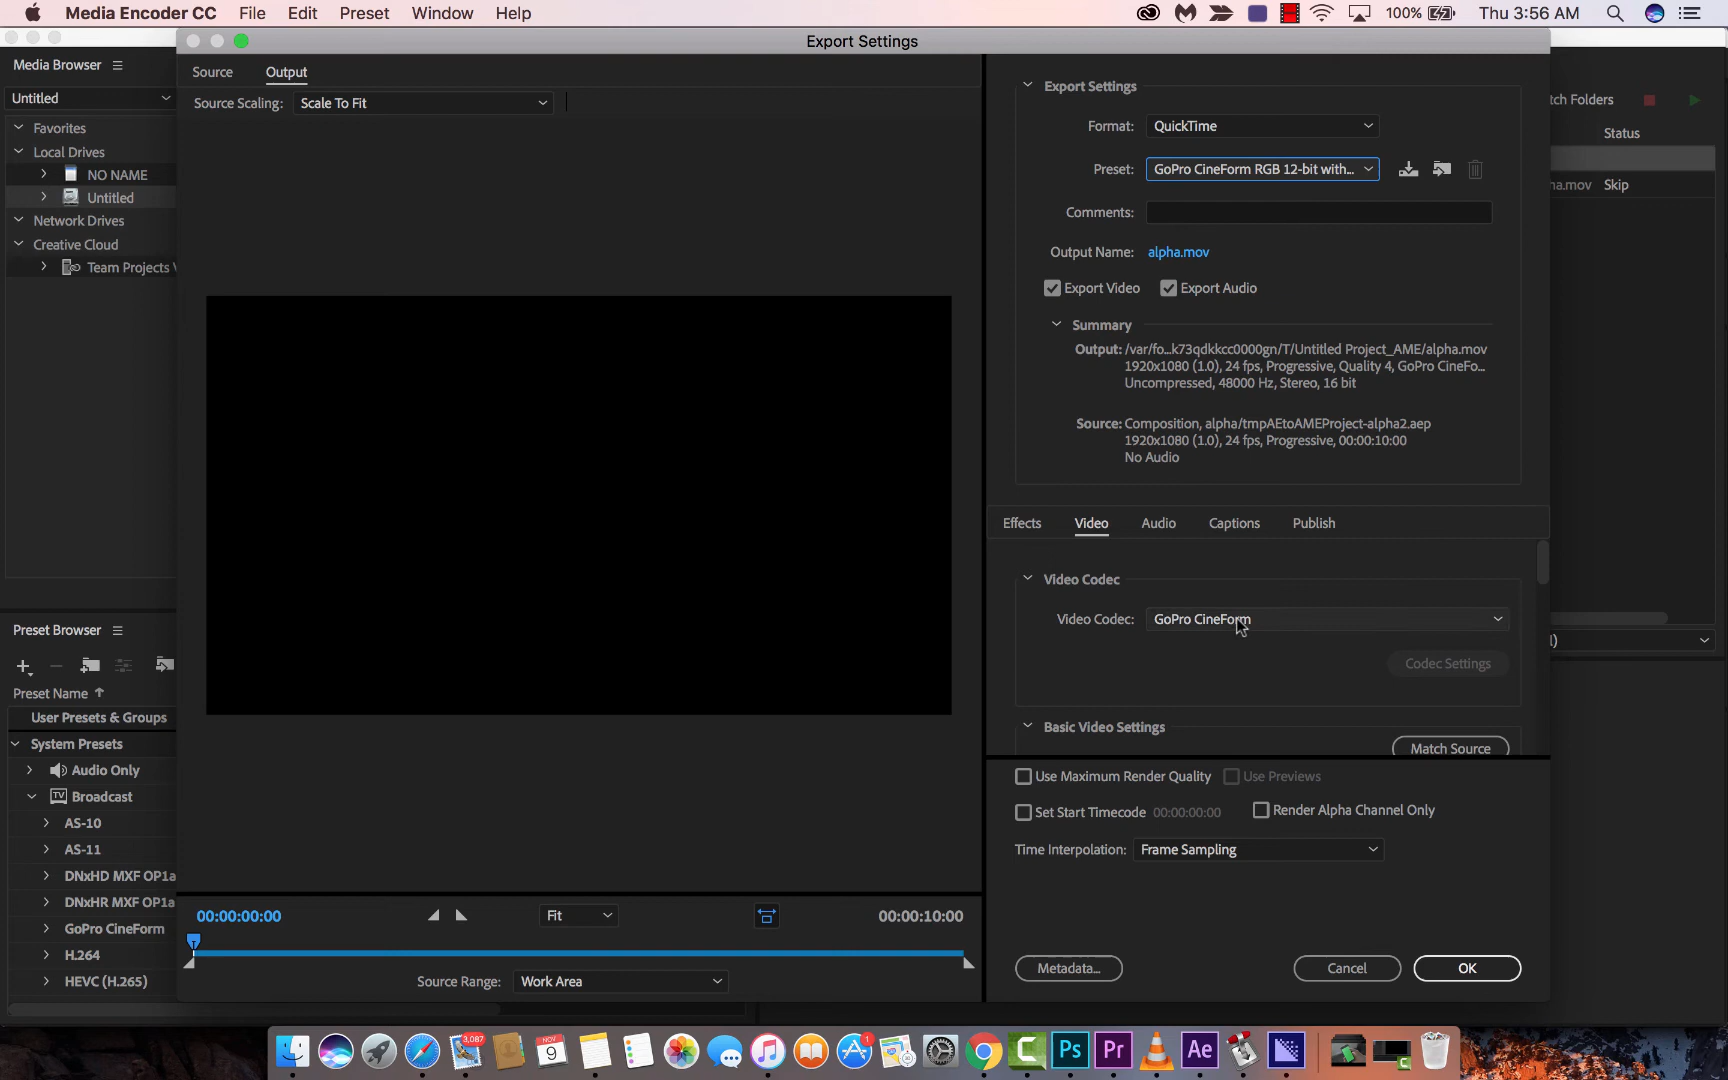 Media Encoder CC File Edit Preset Window Help 100% Thu 3:56 AM
Export Settings
Media Browser
Untitled
Favorites
Local Drives
NO NAME
Untitled
Network Drives
Creative Cloud
Team Projects
Source Output
Source Scaling: Scale To Fit
Export Settings
Format: QuickTime
Preset: GoPro CineForm RGB 12-bit with...
Comments:
Output Name: alpha.mov
Export Video Export Audio
Summary
Output: /var/fo...k73qdkkcc0000gn/T/Untitled Project_AME/alpha.mov
1920x1080 (1.0), 24 fps, Progressive, Quality 4, GoPro CineFo...
Uncompressed, 48000 Hz, Stereo, 16 bit
Source: Composition, alpha/tmpAEtoAMEProject-alpha2.aep
1920x1080 (1.0), 24 fps, Progressive, 00:00:10:00
No Audio
tch Folders
Status
na.mov Skip
Effects Video Audio Captions Publish
Video Codec
Video Codec: GoPro CineForm
Codec Settings
Basic Video Settings
Match Source
Use Maximum Render Quality Use Previews
Set Start Timecode 00:00:00:00 Render Alpha Channel Only
Time Interpolation: Frame Sampling
Metadata... Cancel OK
Preset Browser
Preset Name
User Presets & Groups
System Presets
Audio Only
TV Broadcast
AS-10
AS-11
DNxHD MXF OP1a
DNxHR MXF OP1a
GoPro CineForm
H.264
HEVC (H.265)
00:00:00:00 Fit 00:00:10:00
Source Range: Work Area
3,087
NOV
9
1
Ps
Pr
Ae